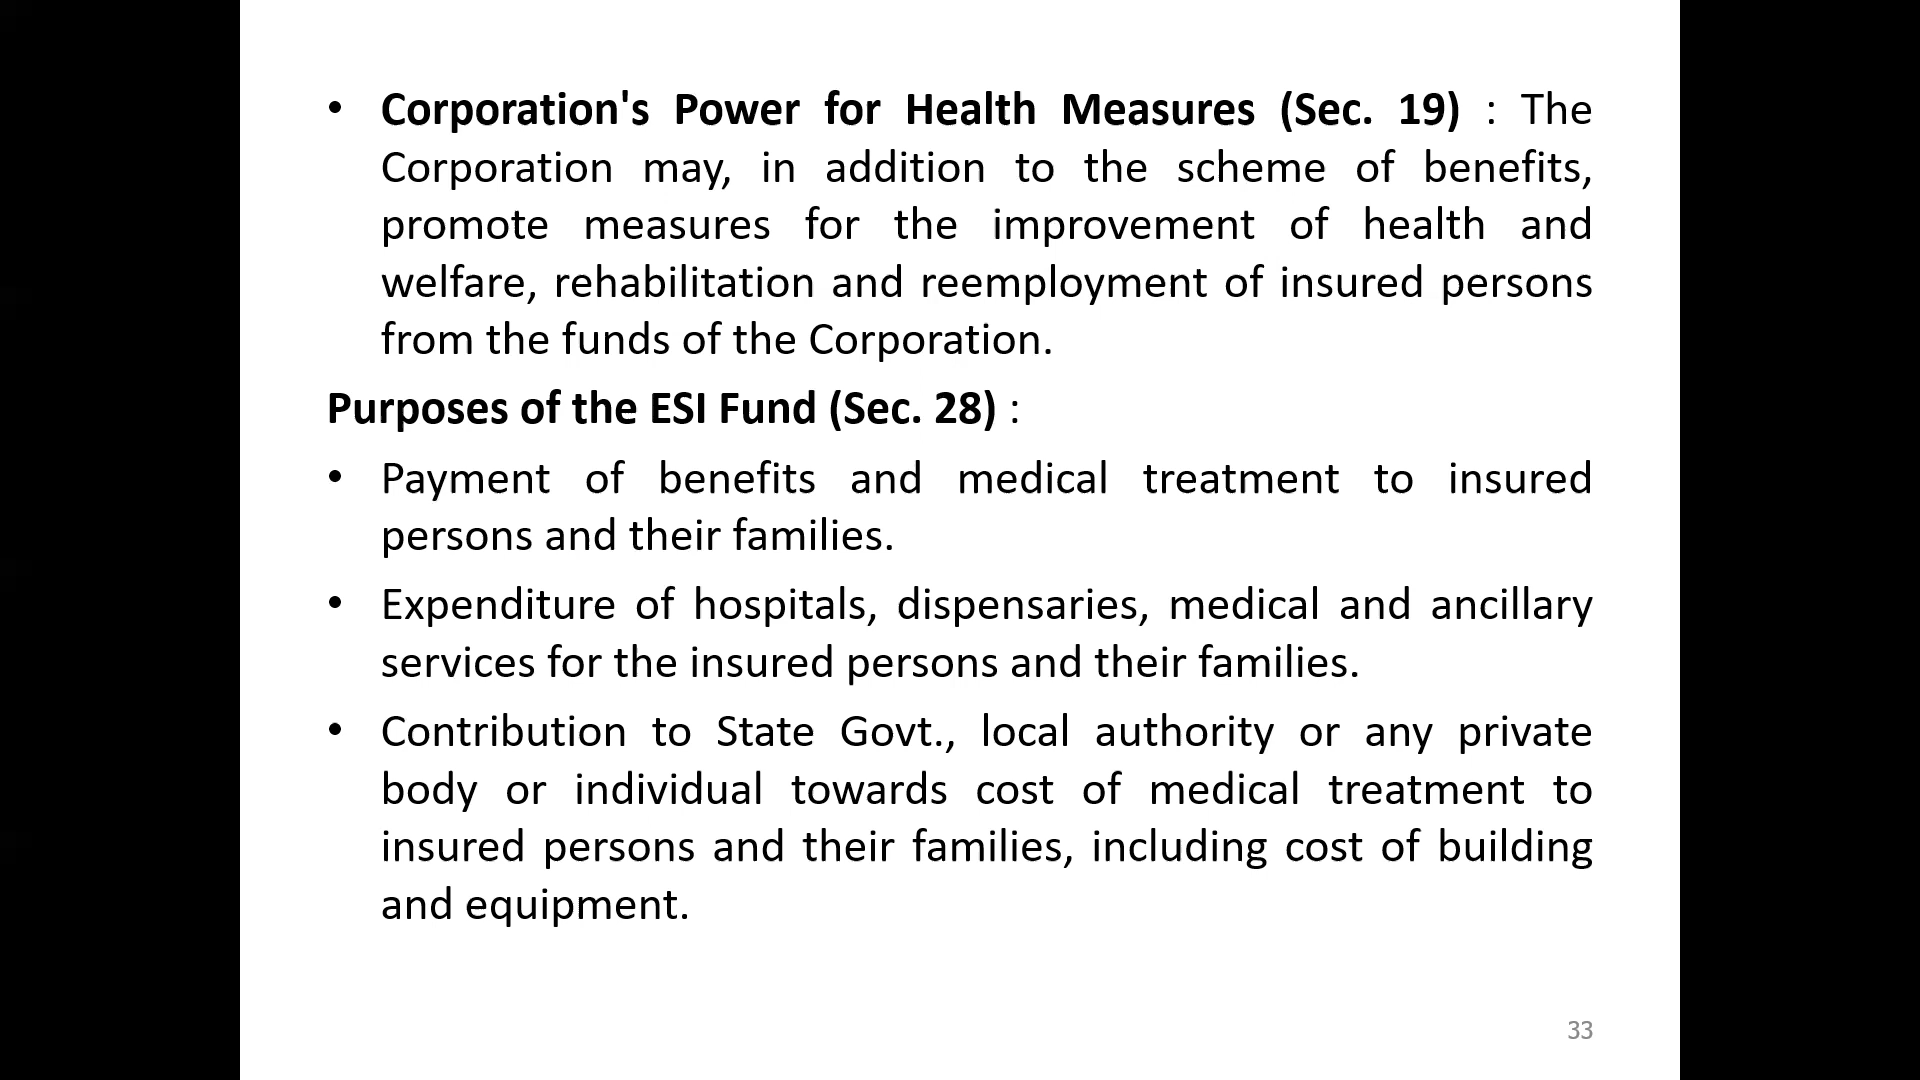 • Corporation's Power for Health Measures (Sec. 19) : The
Corporation may, in addition to the scheme of benefits,
promote measures for the improvement of health and
welfare, rehabilitation and reemployment of insured persons
from the funds of the Corporation.
Purposes of the ESI Fund (Sec. 28) :
• Payment of benefits and medical treatment to insured
persons and their families.
• Expenditure of hospitals, dispensaries, medical and ancillary
services for the insured persons and their families.
• Contribution to State Govt., local authority or any private
body or individual towards cost of medical treatment to
insured persons and their families, including cost of building
and equipment.
33